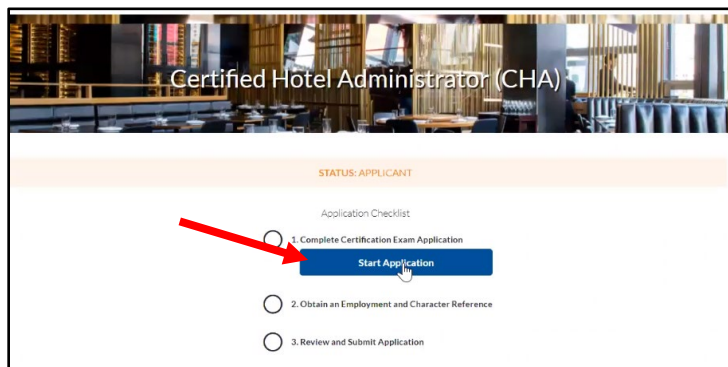 Certified Hotel Administrator (CHA)
STATUS: APPLICANT
Application Checklist
1. Complete Certification Exam Application
Start Application
2. Obtain an Employment and Character Reference
3. Review and Submit Application